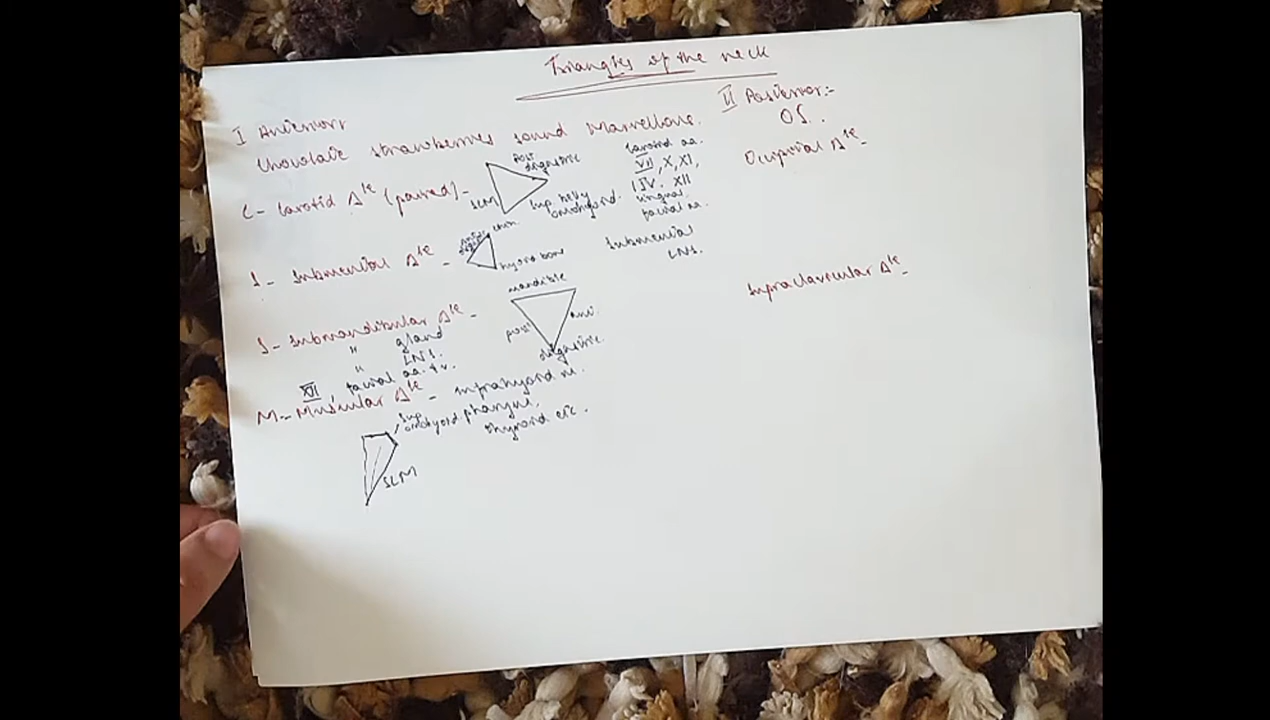 Triangles of the neck
I Anterior
Chocolate strawberries sound Marvellous.
C - Carotid Δle (paired) -
Post
digastric
SCM
Sup. belly
omohyoid.
Carotid aa.
VII, X, XI,
IJV. XII
lingual
facial aa.
S - Submental Δle -
chin
hyoid bone
Submental
LNs.
S - Submandibular Δle -
" gland
" LNs.
XII, facial aa. & v.
mandible
post
ant.
digastric
M - Muscular Δle - infrahyoid m.
pharynx,
thyroid etc.
sup
omohyoid
SCM
II Posterior:-
OS..
Occipital Δle -
Supraclavicular Δle -